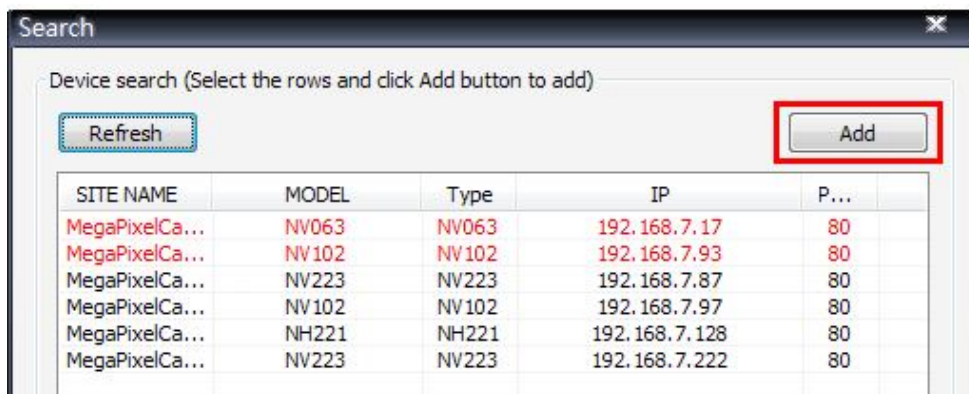 Search
Device search (Select the rows and click Add button to add)
Refresh Add
SITE NAME MODEL Type IP P...
MegaPixelCa... NV063 NV063 192.168.7.17 80
MegaPixelCa... NV102 NV102 192.168.7.93 80
MegaPixelCa... NV223 NV223 192.168.7.87 80
MegaPixelCa... NV102 NV102 192.168.7.97 80
MegaPixelCa... NH221 NH221 192.168.7.128 80
MegaPixelCa... NV223 NV223 192.168.7.222 80